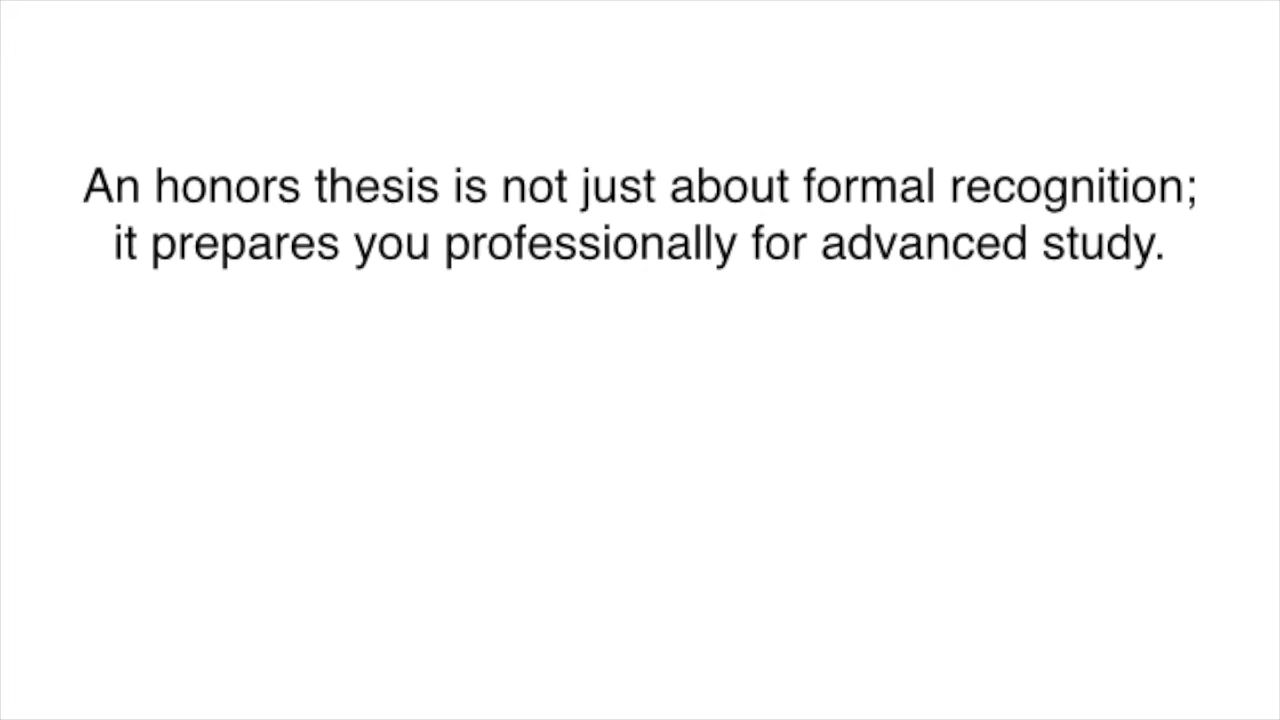 An honors thesis is not just about formal recognition;
it prepares you professionally for advanced study.